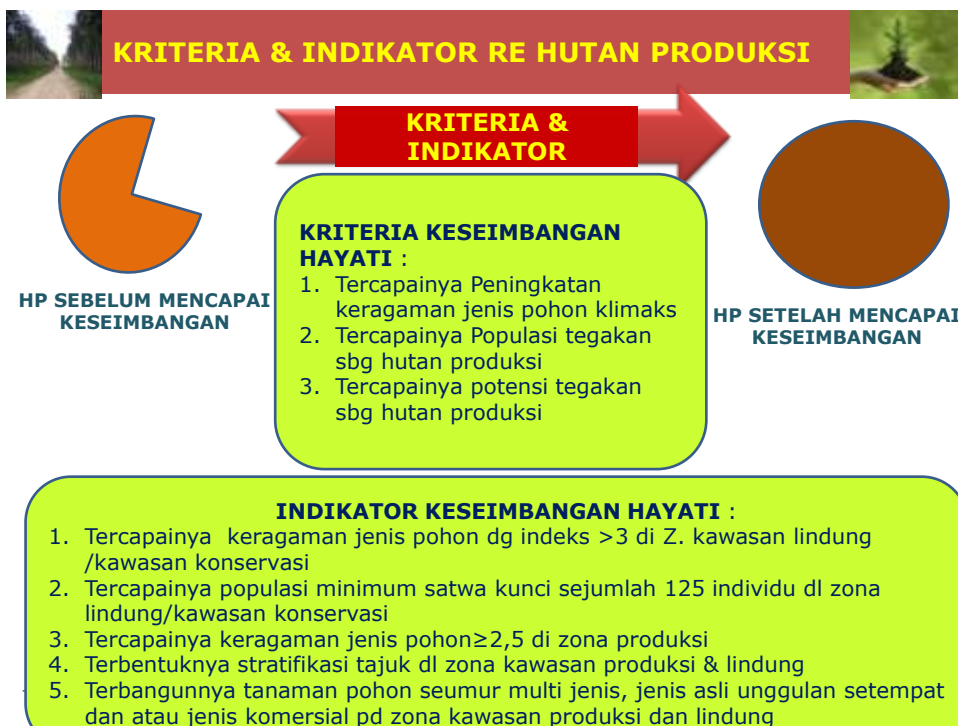 KRITERIA & INDIKATOR RE HUTAN PRODUKSI
KRITERIA &
INDIKATOR
HP SEBELUM MENCAPAI
KESEIMBANGAN
KRITERIA KESEIMBANGAN
HAYATI :
1. Tercapainya Peningkatan
keragaman jenis pohon klimaks
2. Tercapainya Populasi tegakan
sbg hutan produksi
3. Tercapainya potensi tegakan
sbg hutan produksi
HP SETELAH MENCAPAI
KESEIMBANGAN
INDIKATOR KESEIMBANGAN HAYATI :
1. Tercapainya keragaman jenis pohon dg indeks >3 di Z. kawasan lindung
/kawasan konservasi
2. Tercapainya populasi minimum satwa kunci sejumlah 125 individu dl zona
lindung/kawasan konservasi
3. Tercapainya keragaman jenis pohon≥2,5 di zona produksi
4. Terbentuknya stratifikasi tajuk dl zona kawasan produksi & lindung
5. Terbangunnya tanaman pohon seumur multi jenis, jenis asli unggulan setempat
dan atau jenis komersial pd zona kawasan produksi dan lindung